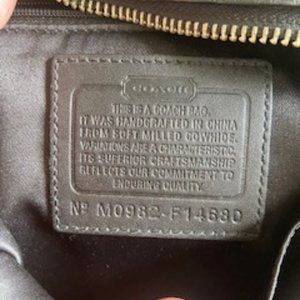 COACH
THIS IS A COACH BAG.
IT WAS HANDCRAFTED IN CHINA
FROM SOFT MILLED COWHIDE.
VARIATIONS ARE A CHARACTERISTIC.
ITS SUPERIOR CRAFTSMANSHIP
REFLECTS OUR COMMITMENT TO
ENDURING QUALITY.
Nº M0982-F14680